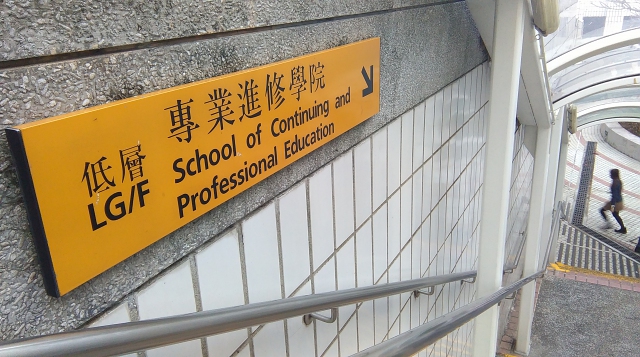 低層
LG/F
專業進修學院
School of Continuing and
Professional Education